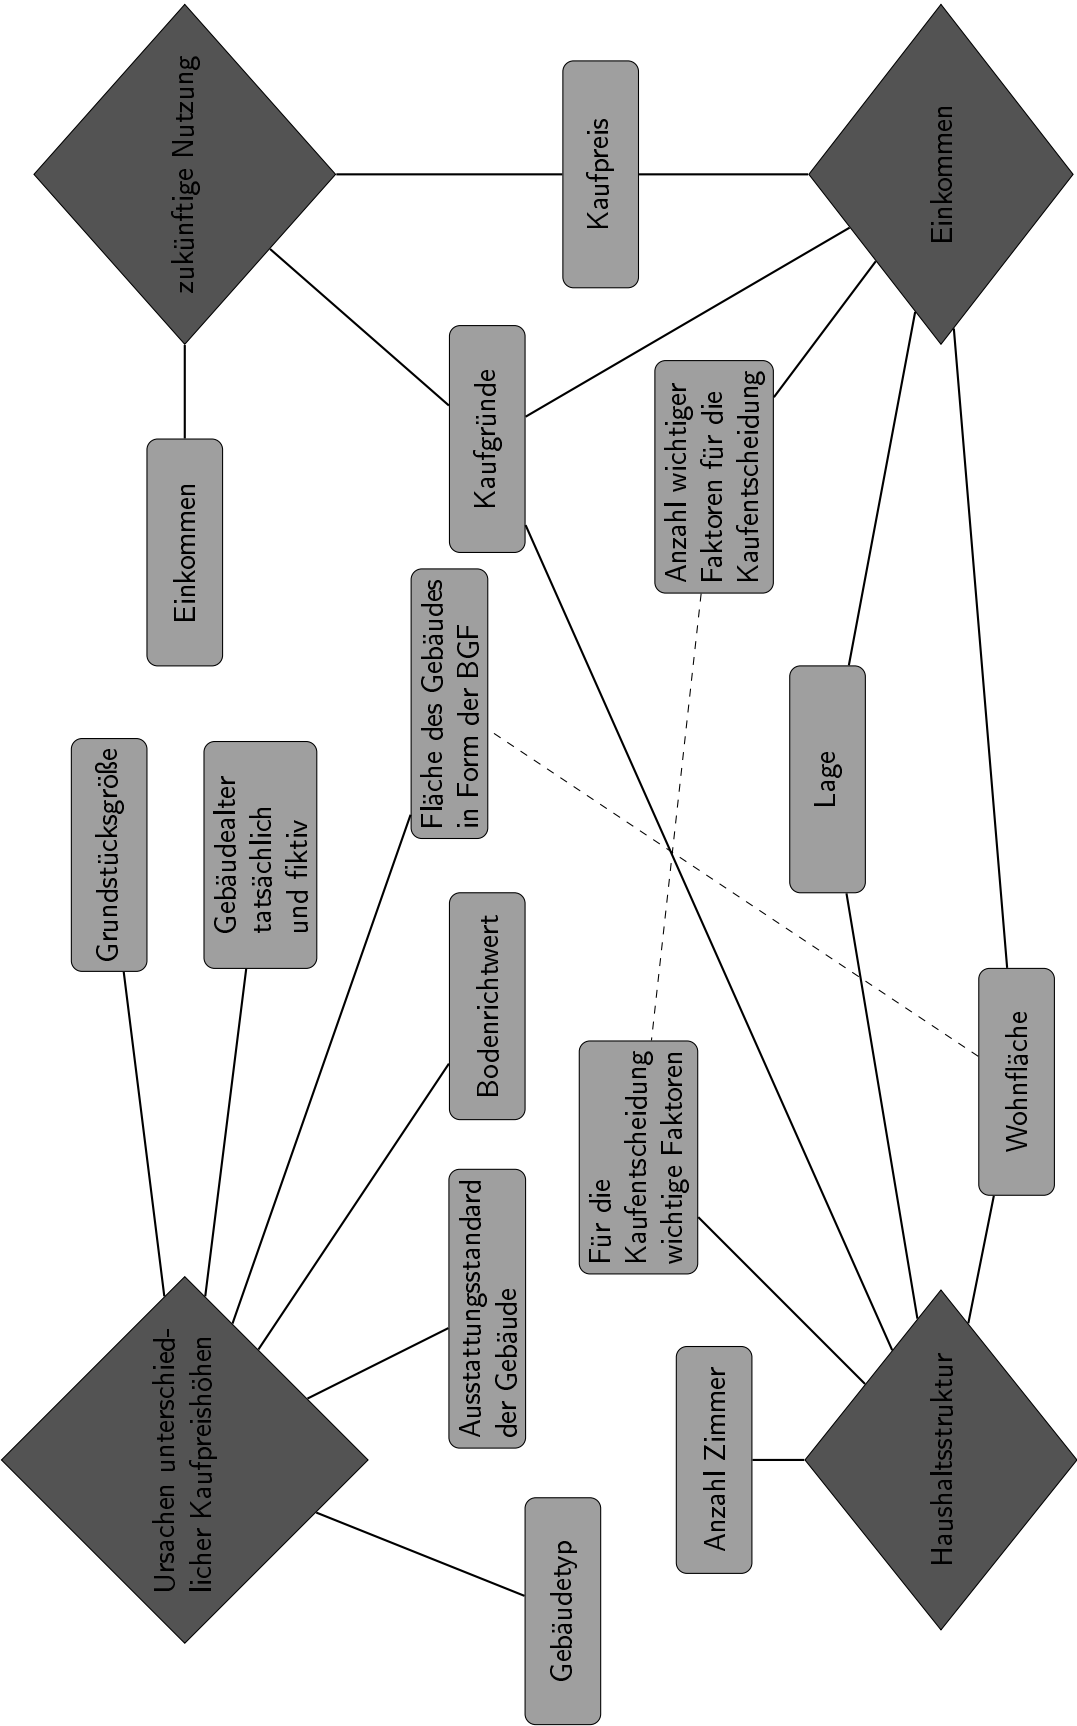 Ursachen unterschied-
licher Kaufpreishöhen
Grundstücksgröße
Einkommen
zukünftige Nutzung
Gebäudealter
tatsächlich
und fiktiv
Fläche des Gebäudes
in Form der BGF
Ausstattungsstandard
der Gebäude
Bodenrichtwert
Kaufgründe
Gebäudetyp
Kaufpreis
Für die
Kaufentscheidung
wichtige Faktoren
Anzahl wichtiger
Faktoren für die
Kaufentscheidung
Anzahl Zimmer
Lage
Haushaltsstruktur
Einkommen
Wohnfläche